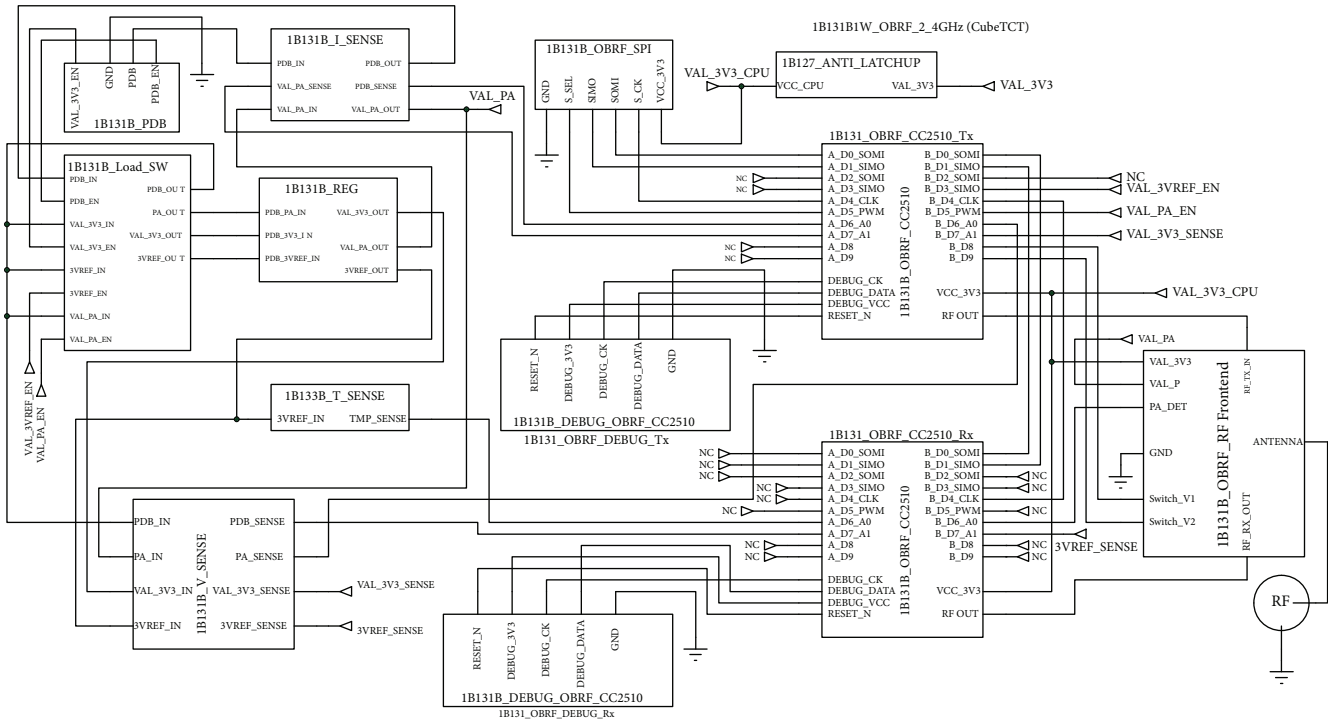 1B131B1W_OBRF_2_4GHz (CubeTCT)
VAL_3V3_EN
GND
PDB
PDB_EN
1B131B_PDB
1B131B_I_SENSE
PDB_IN
PDB_OUT
VAL_PA_SENSE
PDB_SENSE
VAL_PA_IN
VAL_PA_OUT
VAL_PA
1B131B_OBRF_SPI
GND
S_SEL
SIMO
SOMI
S_CK
VCC_3V3
VAL_3V3_CPU
1B127_ANTI_LATCHUP
VCC_CPU
VAL_3V3
VAL_3V3
1B131B_Load_SW
PDB_IN
PDB_OU T
PDB_EN
PA_OU T
VAL_3V3_IN
VAL_3V3_OUT
VAL_3V3_EN
3VREF_OU T
3VREF_IN
3VREF_EN
VAL_PA_IN
VAL_PA_EN
VAL_3VREF_EN
VAL_PA_EN
1B131B_REG
PDB_PA_IN
VAL_3V3_OUT
PDB_3V3_I N
VAL_PA_OUT
PDB_3VREF_IN
3VREF_OUT
1B131_OBRF_CC2510_Tx
1B131B_OBRF_CC2510
A_D0_SOMI
A_D1_SIMO
A_D2_SOMI
A_D3_SIMO
A_D4_CLK
A_D5_PWM
A_D6_A0
A_D7_A1
A_D8
A_D9
DEBUG_CK
DEBUG_DATA
DEBUG_VCC
RESET_N
B_D0_SOMI
B_D1_SIMO
B_D2_SOMI
B_D3_SIMO
B_D4_CLK
B_D5_PWM
B_D6_A0
B_D7_A1
B_D8
B_D9
VCC_3V3
RF OUT
NC
NC
NC
NC
NC
VAL_3VREF_EN
VAL_PA_EN
VAL_3V3_SENSE
VAL_3V3_CPU
VAL_PA
RESET_N
DEBUG_3V3
DEBUG_CK
DEBUG_DATA
GND
1B131B_DEBUG_OBRF_CC2510
1B131_OBRF_DEBUG_Tx
1B133B_T_SENSE
3VREF_IN
TMP_SENSE
VAL_3V3
VAL_P
PA_DET
GND
Switch_V1
Switch_V2
1B131B_OBRF_RF Frontend
RF_TX_IN
ANTENNA
RF_RX_OUT
RF
1B131_OBRF_CC2510_Rx
1B131B_OBRF_CC2510
A_D0_SOMI
A_D1_SIMO
A_D2_SOMI
A_D3_SIMO
A_D4_CLK
A_D5_PWM
A_D6_A0
A_D7_A1
A_D8
A_D9
DEBUG_CK
DEBUG_DATA
DEBUG_VCC
RESET_N
B_D0_SOMI
B_D1_SIMO
B_D2_SOMI
B_D3_SIMO
B_D4_CLK
B_D5_PWM
B_D6_A0
B_D7_A1
B_D8
B_D9
VCC_3V3
RF OUT
NC
NC
NC
NC
NC
NC
NC
NC
NC
NC
NC
NC
NC
3VREF_SENSE
1B131B_V_SENSE
PDB_IN
PDB_SENSE
PA_IN
PA_SENSE
VAL_3V3_IN
VAL_3V3_SENSE
3VREF_IN
3VREF_SENSE
VAL_3V3_SENSE
3VREF_SENSE
RESET_N
DEBUG_3V3
DEBUG_CK
DEBUG_DATA
GND
1B131B_DEBUG_OBRF_CC2510
1B131_OBRF_DEBUG_Rx